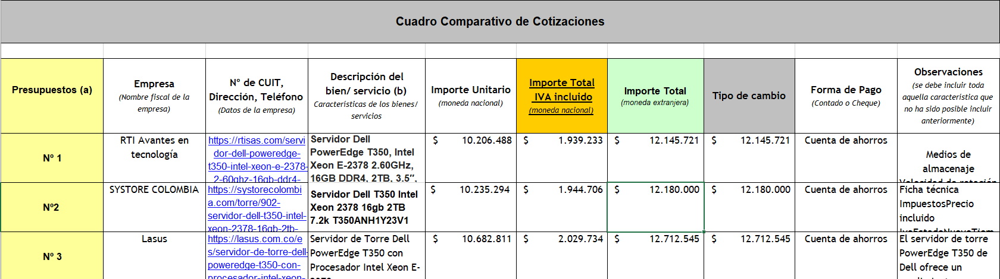 Cuadro Comparativo de Cotizaciones
Presupuestos (a)
Empresa
(Nombre fiscal de la
empresa)
Nº de CUIT,
Dirección, Teléfono
(Datos de la empresa)
Descripción del
bien/ servicio (b)
Características de los bienes/
servicios
Importe Unitario
(moneda nacional)
Importe Total
IVA incluido
(moneda nacional)
Importe Total
(moneda extranjera)
Tipo de cambio
Forma de Pago
(Contado o Cheque)
Observaciones
(se debe incluir toda
aquella característica que
no ha sido posible incluir
anteriormente)
Nº 1
RTI Avantes en
tecnología
https://rtisas.com/servi
dor-dell-poweredge-
t350-intel-xeon-e-2378-
2-60ghz-16gb-ddr4-
Servidor Dell
PowerEdge T350, Intel
Xeon E-2378 2.60GHz,
16GB DDR4, 2TB, 3.5″,
$ 10.206.488
$ 1.939.233
$ 12.145.721
$ 12.145.721
Cuenta de ahorros
Medios de
almacenaje
Velocidad de rotación
Nº2
SYSTORE COLOMBIA
https://systorecolombi
a.com/torre/902-
servidor-dell-t350-intel-
xeon-2378-16gb-2tb-
Servidor Dell T350 Intel
Xeon 2378 16gb 2TB
7.2k T350ANH1Y23V1
$ 10.235.294
$ 1.944.706
$ 12.180.000
$ 12.180.000
Cuenta de ahorros
Ficha técnica
ImpuestosPrecio
incluido
IvaEstadoNuevoTiem
Nº 3
Lasus
https://lasus.com.co/e
s/servidor-de-torre-dell-
poweredge-t350-con-
procesador-intel-xeon-
Servidor de Torre Dell
PowerEdge T350 con
Procesador Intel Xeon E-
$ 10.682.811
$ 2.029.734
$ 12.712.545
$ 12.712.545
Cuenta de ahorros
El servidor de torre
PowerEdge T350 de
Dell ofrece un